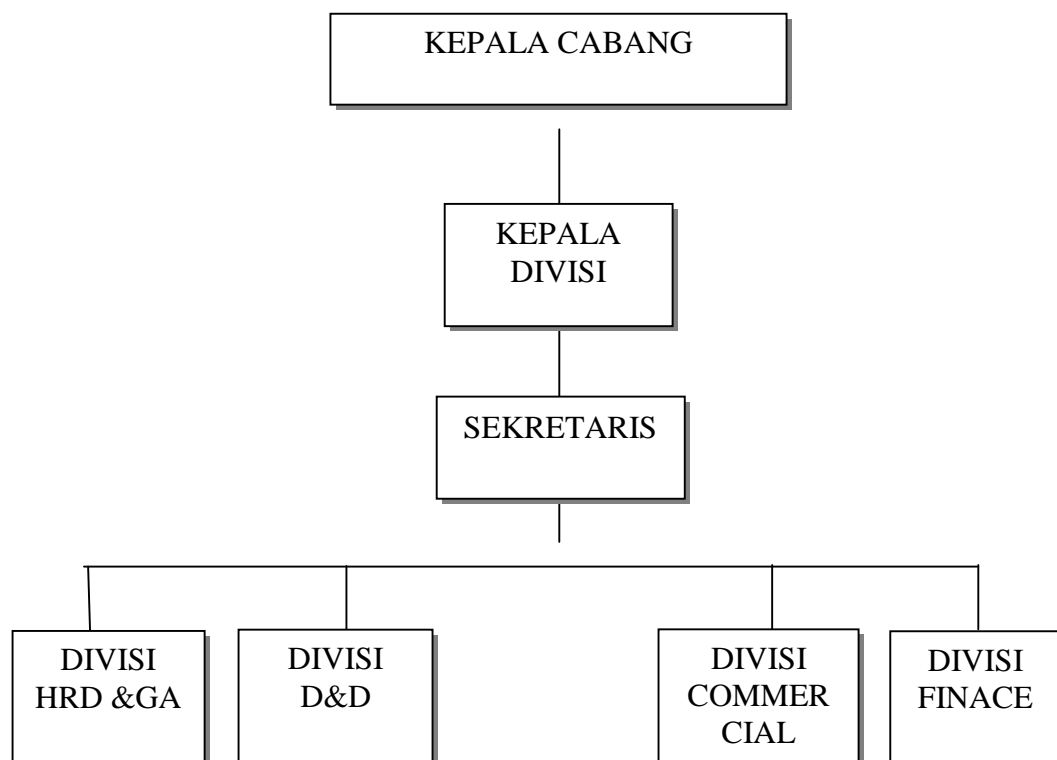 KEPALA CABANG
KEPALA
DIVISI
SEKRETARIS
DIVISI
HRD &GA
DIVISI
D&D
DIVISI
COMMER
CIAL
DIVISI
FINACE